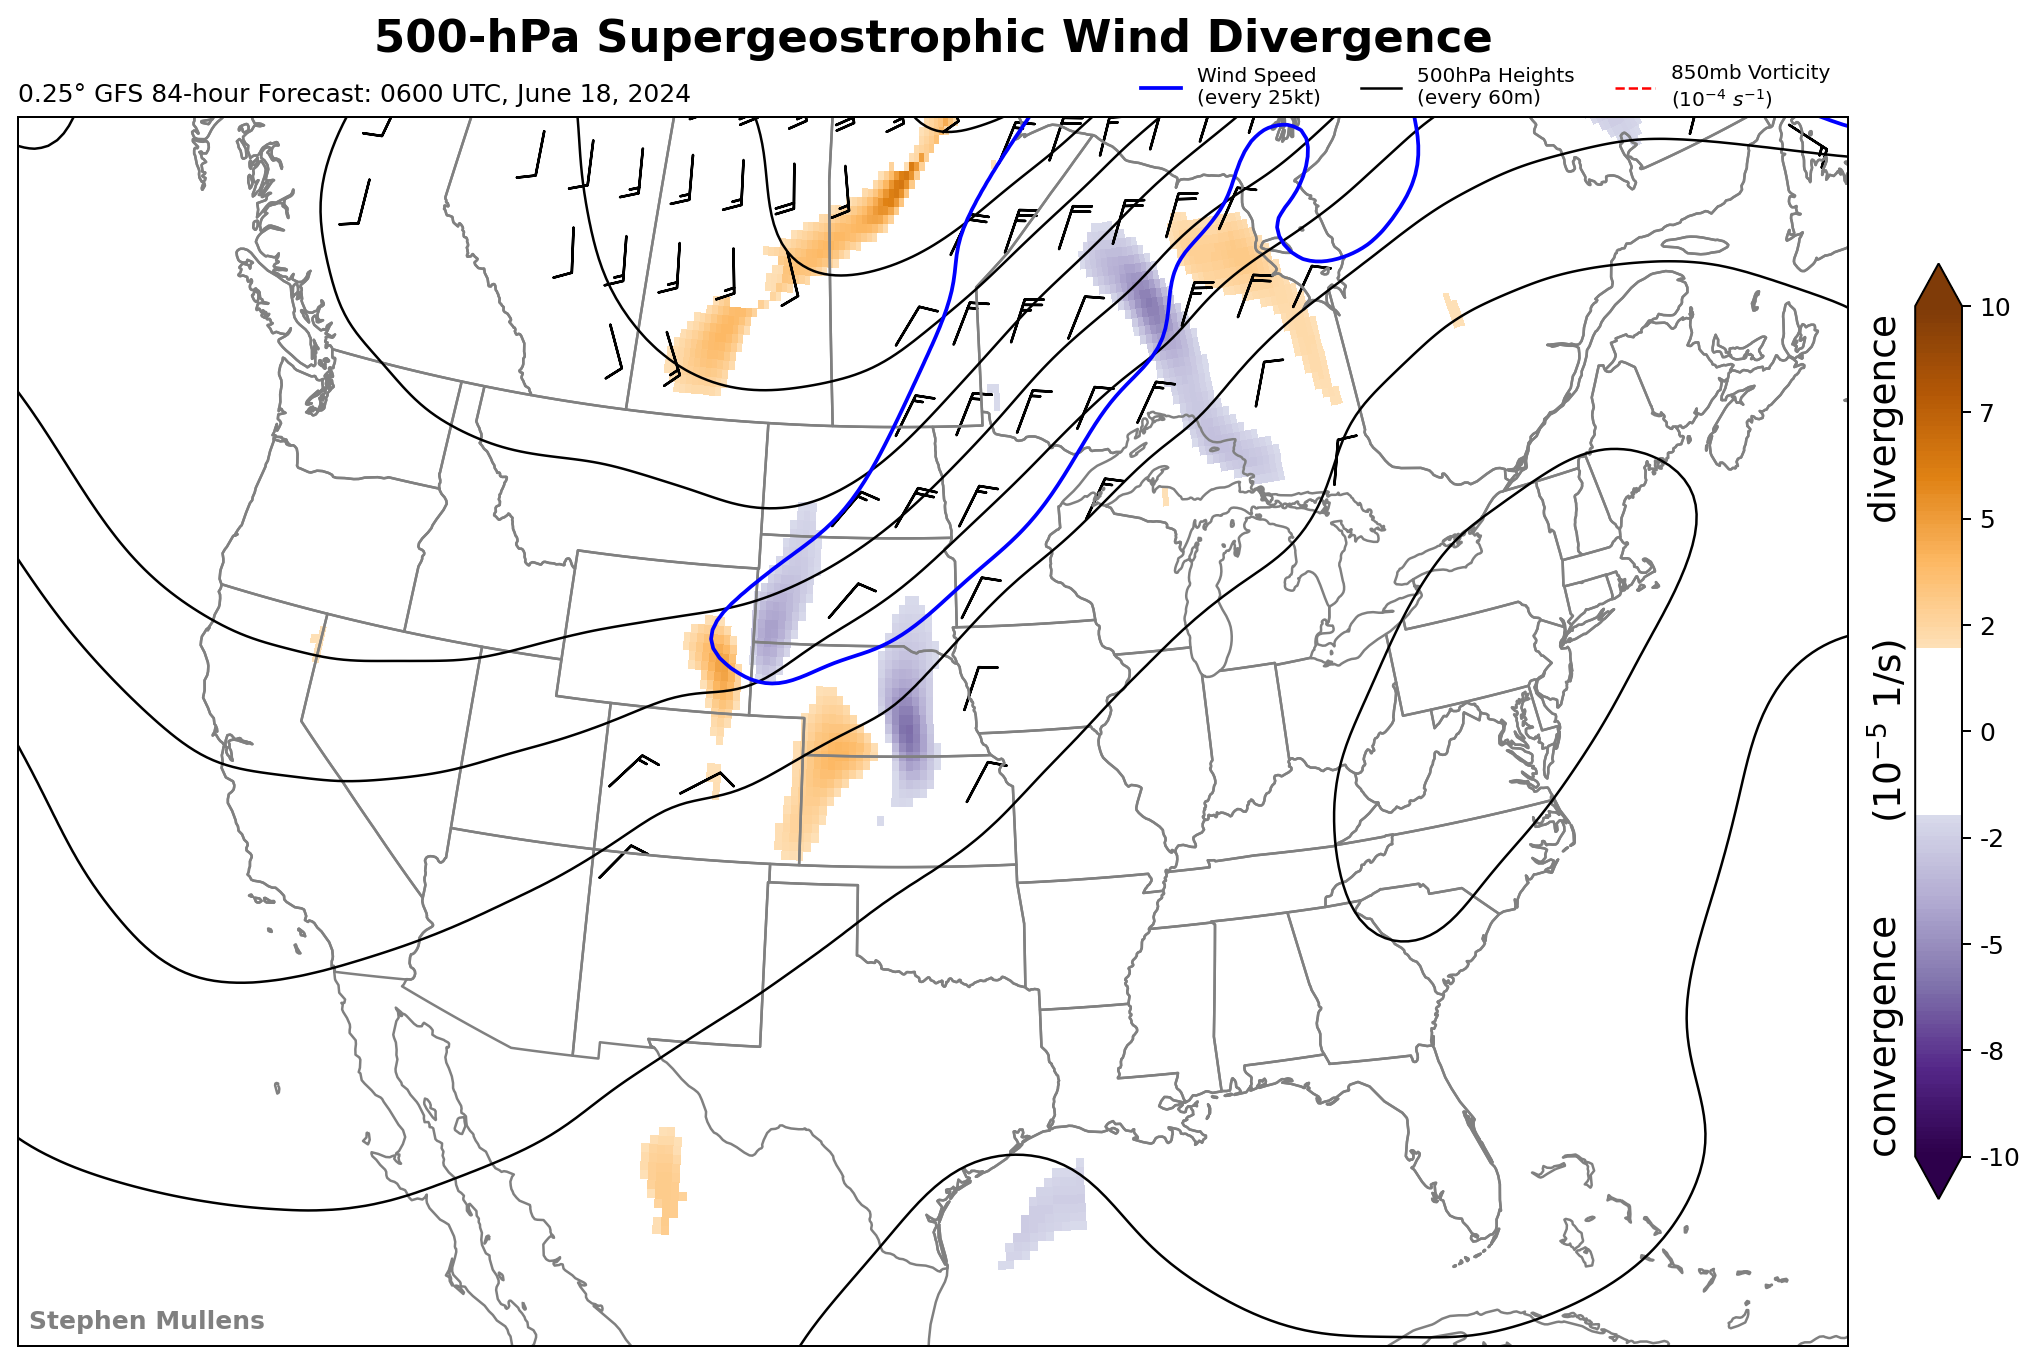 500-hPa Supergeostrophic Wind Divergence
0.25° GFS 84-hour Forecast: 0600 UTC, June 18, 2024
Wind Speed
(every 25kt)
500hPa Heights
(every 60m)
850mb Vorticity
(10⁻⁴ s⁻¹)
10
7
5
2
0
-2
-5
-8
-10
convergence (10⁻⁵ 1/s) divergence
Stephen Mullens